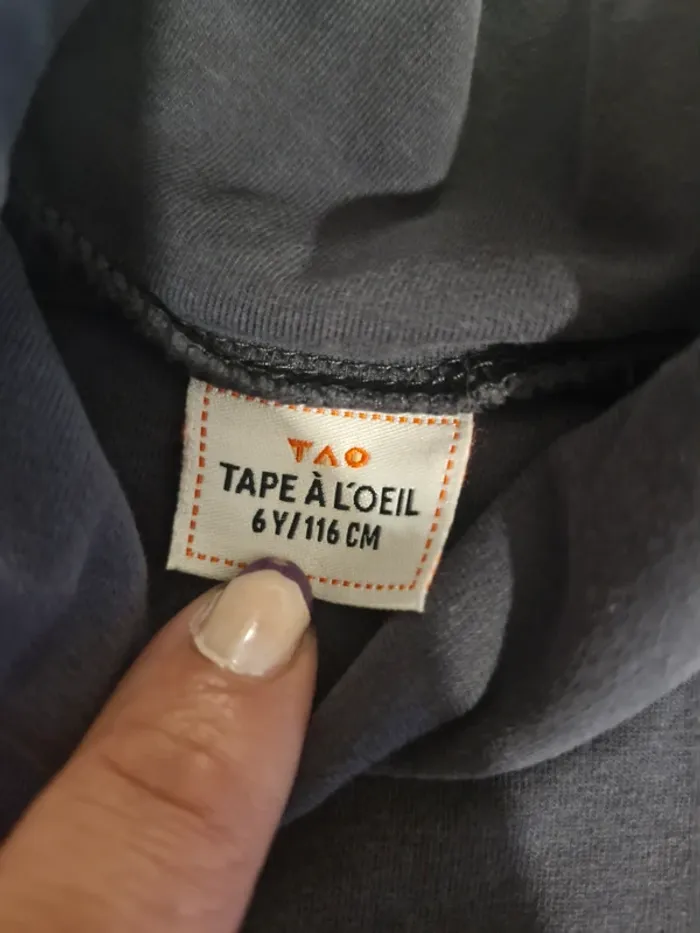 TAO
TAPE À L'OEIL
6 Y/116 CM